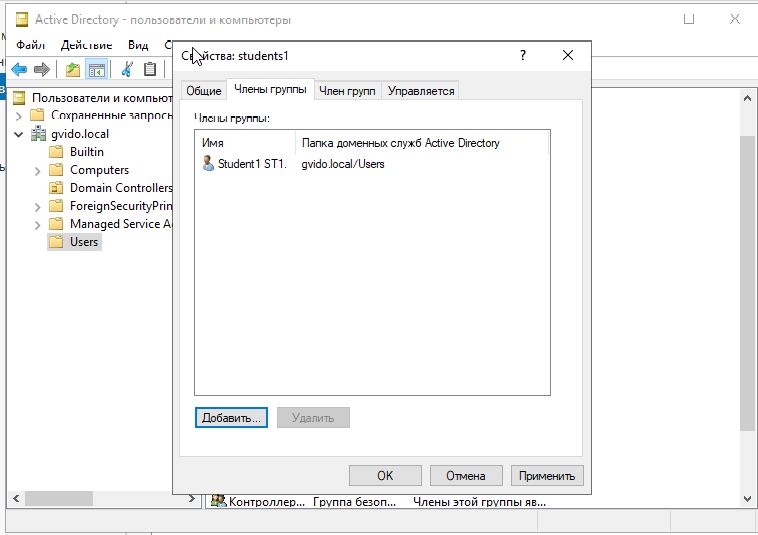 Active Directory - пользователи и компьютеры
Файл Действие Вид
Свойства: students1 ?
Общие Члены группы Член групп Управляется
Члены группы:
Имя Папка доменных служб Active Directory
Student1 ST1. gvido.local/Users
Пользователи и компьют
Сохраненные запросы
gvido.local
Builtin
Computers
Domain Controllers
ForeignSecurityPrin
Managed Service Ac
Users
Добавить... Удалить
OK Отмена Применить
Контроллер... Группа безоп... Члены этой группы яв...